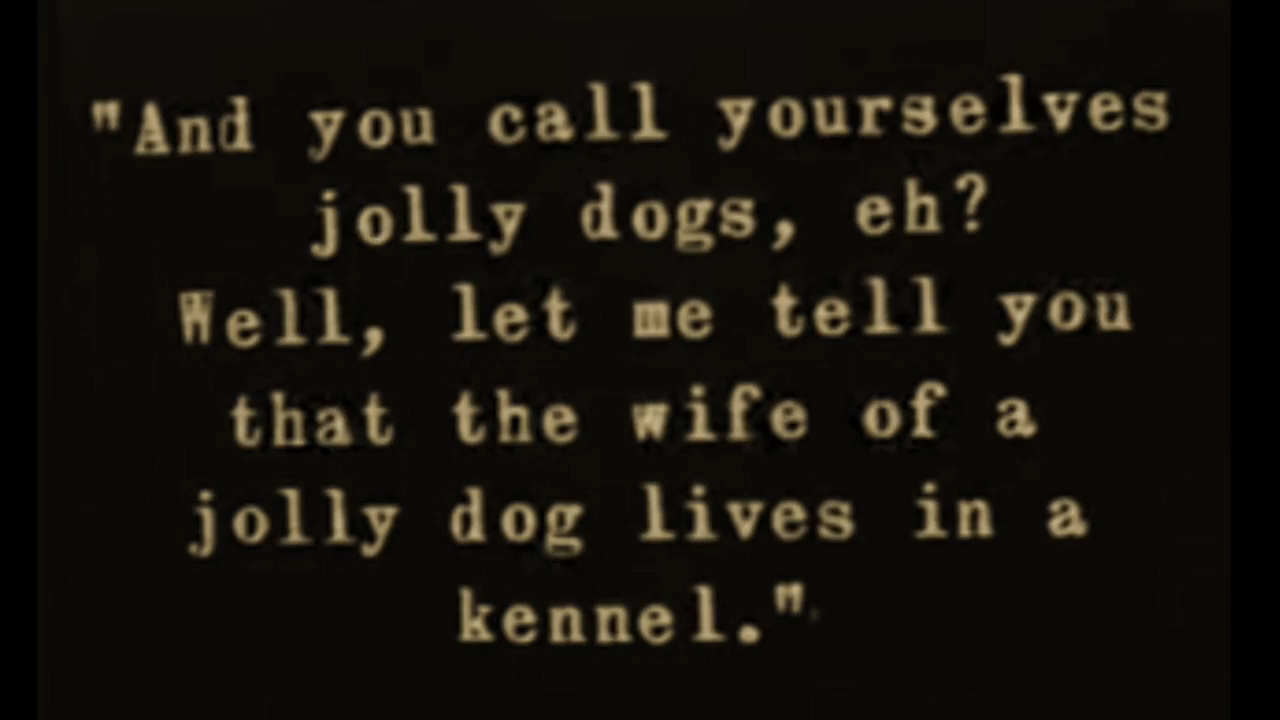 "And you call yourselves
jolly dogs, eh?
Well, let me tell you
that the wife of a
jolly dog lives in a
kennel."